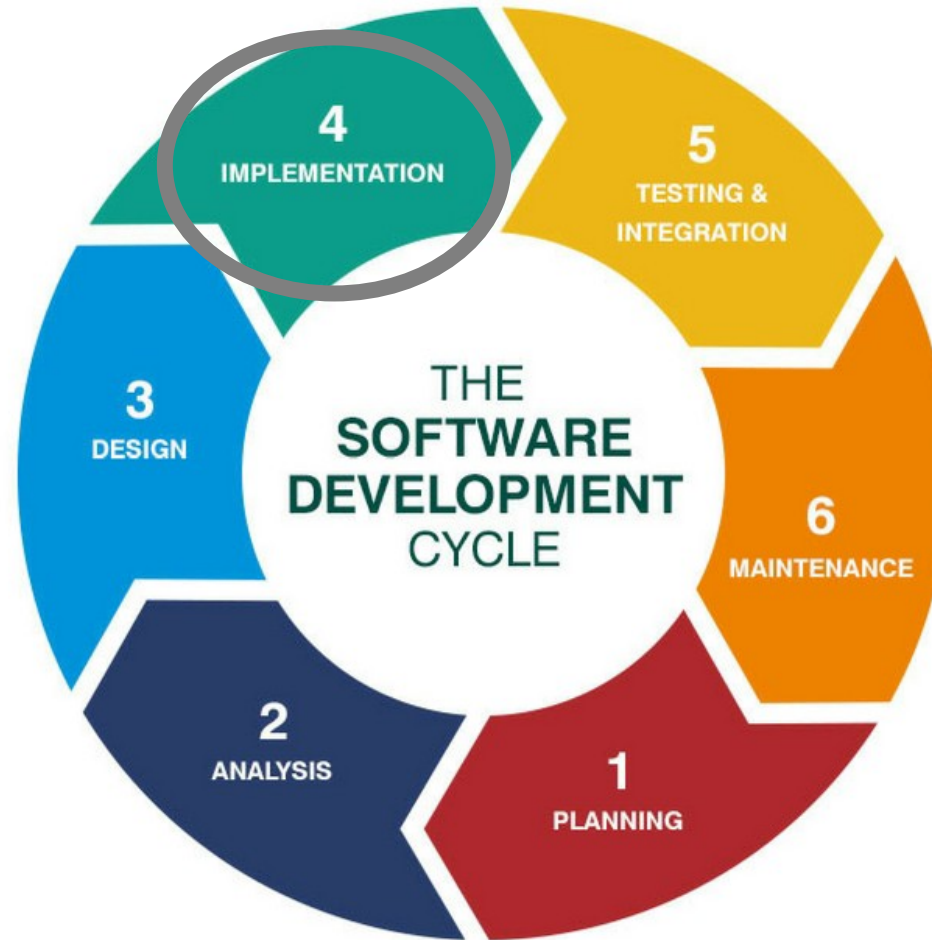 4
IMPLEMENTATION
5
TESTING &
INTEGRATION
3
DESIGN
THE
SOFTWARE
DEVELOPMENT
CYCLE
6
MAINTENANCE
2
ANALYSIS
1
PLANNING